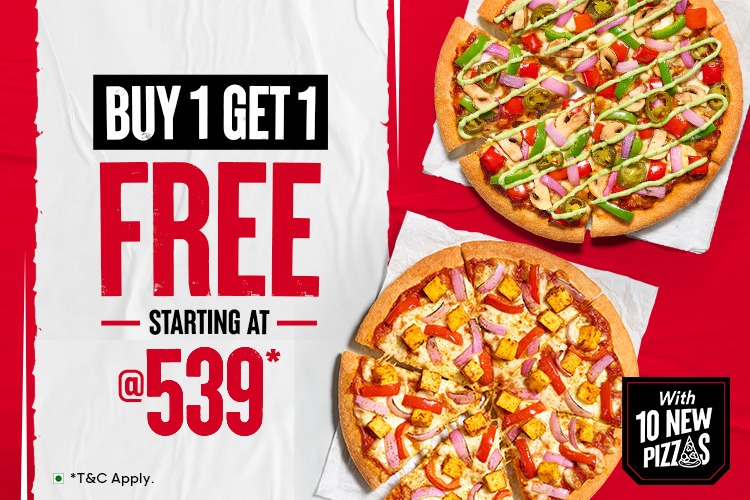 BUY 1 GET 1
FREE
STARTING AT
@539*
*T&C Apply.
With
10 NEW
PIZZAS